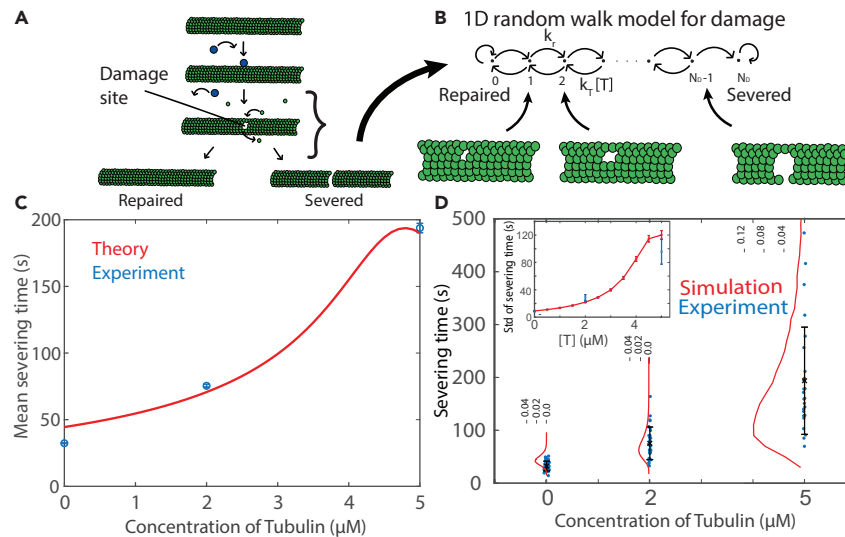 A
Damage
site
Repaired
Severed
B
1D random walk model for damage
k_r
0
1
2
N_D-1
N_D
Repaired
k_T [T]
Severed
C
200
150
100
50
0
Mean severing time (s)
Theory
Experiment
0
1
2
3
4
5
Concentration of Tubulin (μM)
D
500
400
300
200
100
0
Severing time (s)
120
80
40
0
Std of severing time (s)
0
2
4
[T] (μM)
Simulation
Experiment
- 0.04
- 0.02
- 0.0
- 0.04
- 0.02
0.0
- 0.12
- 0.08
- 0.04
0
2
5
Concentration of Tubulin (μM)